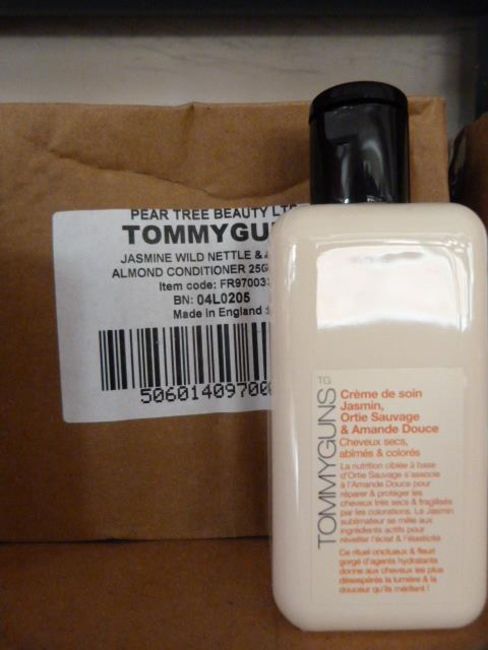 PEAR TREE BEAUTY LT
TOMMYGU
JASMINE WILD NETTLE &
ALMOND CONDITIONER 25
Item code: FR97003
BN: 04L0205
Made in England
50601409700
TG
TOMMYGUNS
Crème de soin
Jasmin,
Ortie Sauvage
& Amande Douce
Cheveux secs,
abîmés & colorés
La nutrition ciblée à base
d'Ortie Sauvage s'associe
à l'Amande Douce pour
réparer & protéger les
cheveux très secs & fragilisés
par les colorations. Le Jasmin
sublimateur se mêle aux
ingrédients actifs pour
réveiller l'éclat & l'élasticité
Ce rituel onctueux & fleuri
gorgé d'agents hydratants
donne aux cheveux les plus
désespérés la lumière & la
douceur qu'ils méritent !